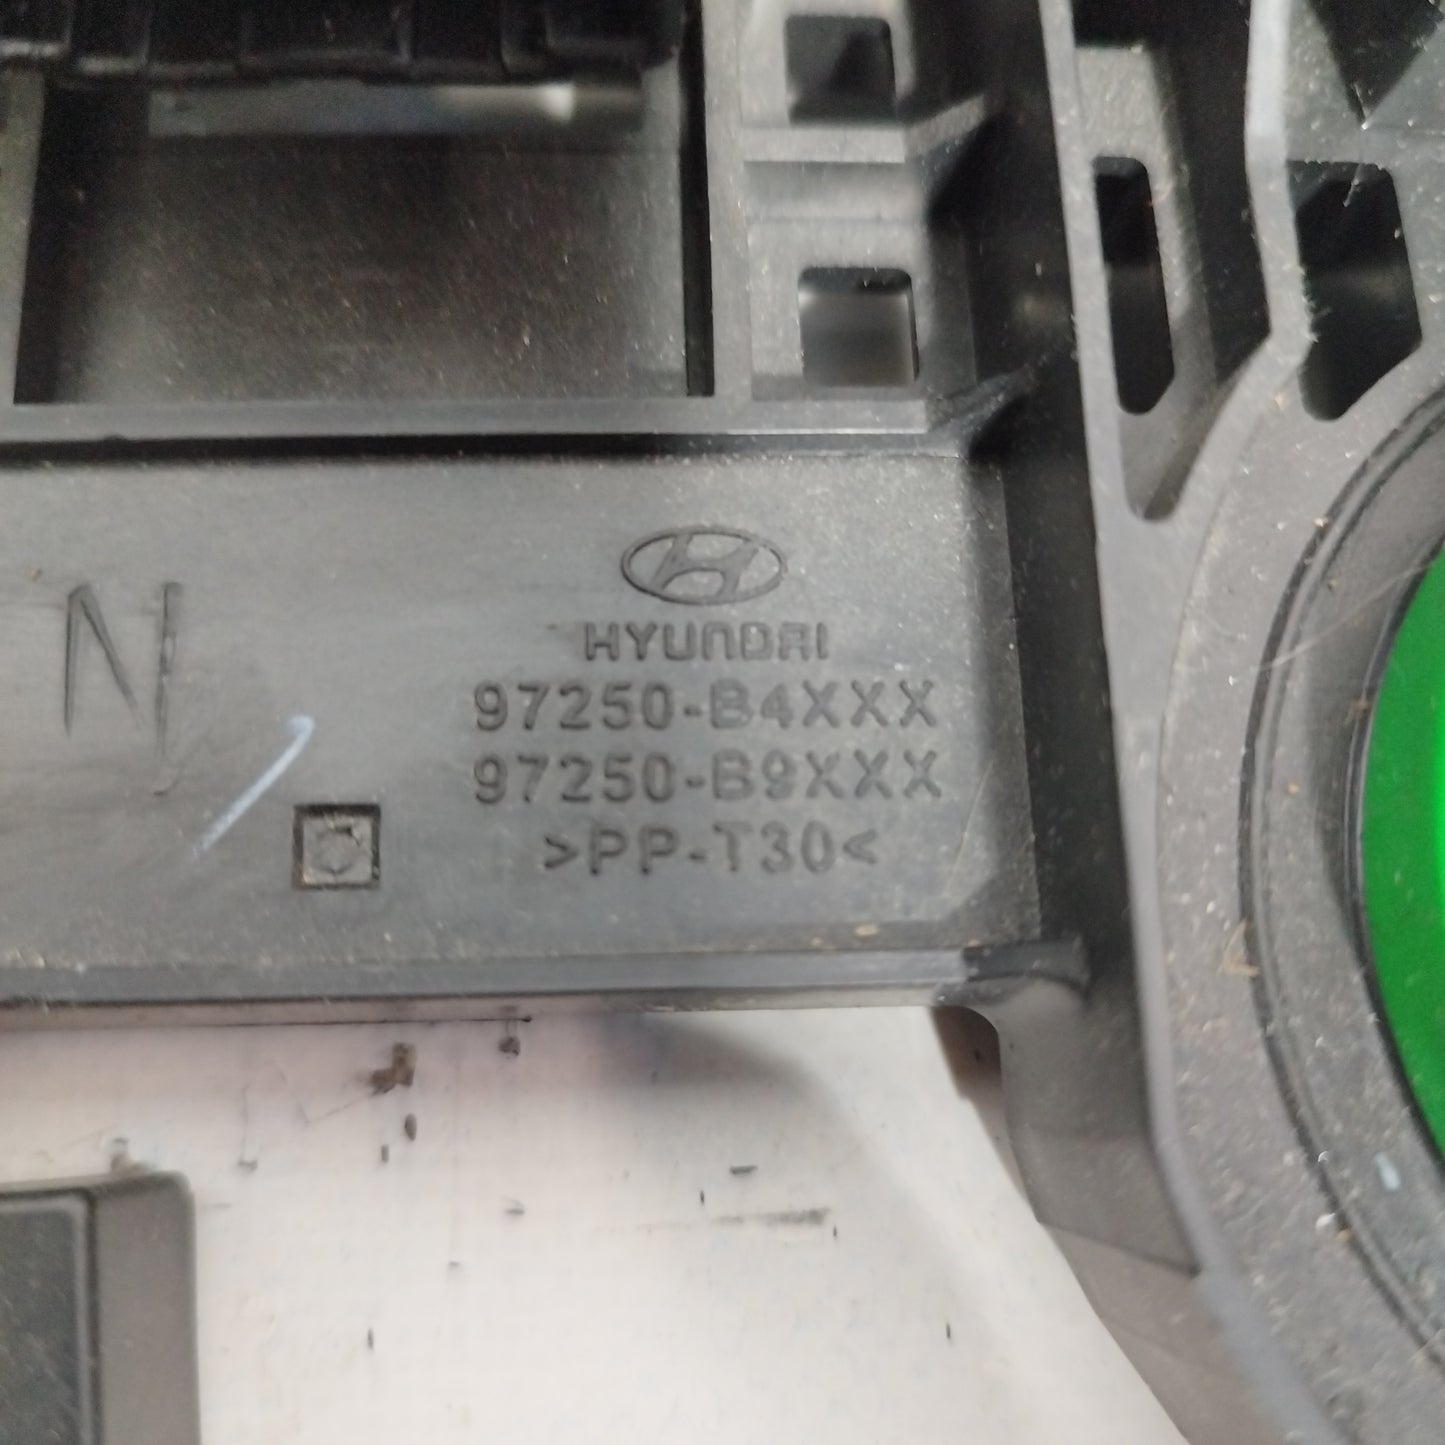 HYUNDAI
97250-B4XXX
97250-B9XXX
>PP-T30<
N